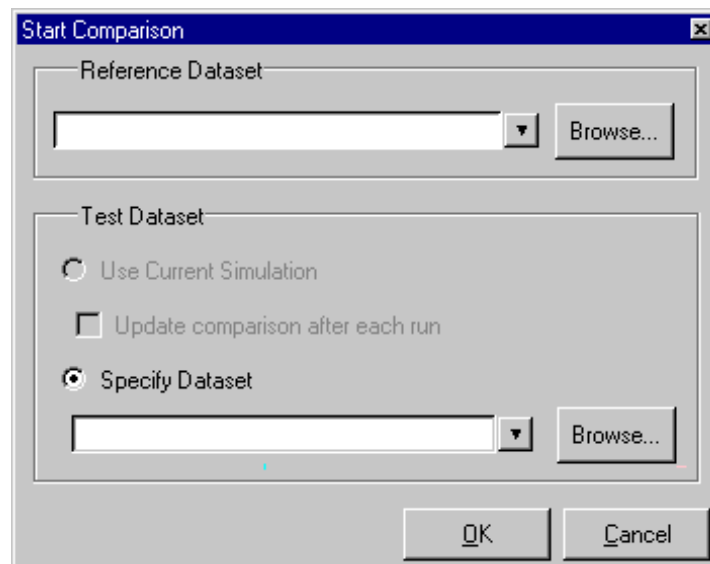 Start Comparison
Reference Dataset
Browse...
Test Dataset
Use Current Simulation
Update comparison after each run
Specify Dataset
Browse...
OK Cancel